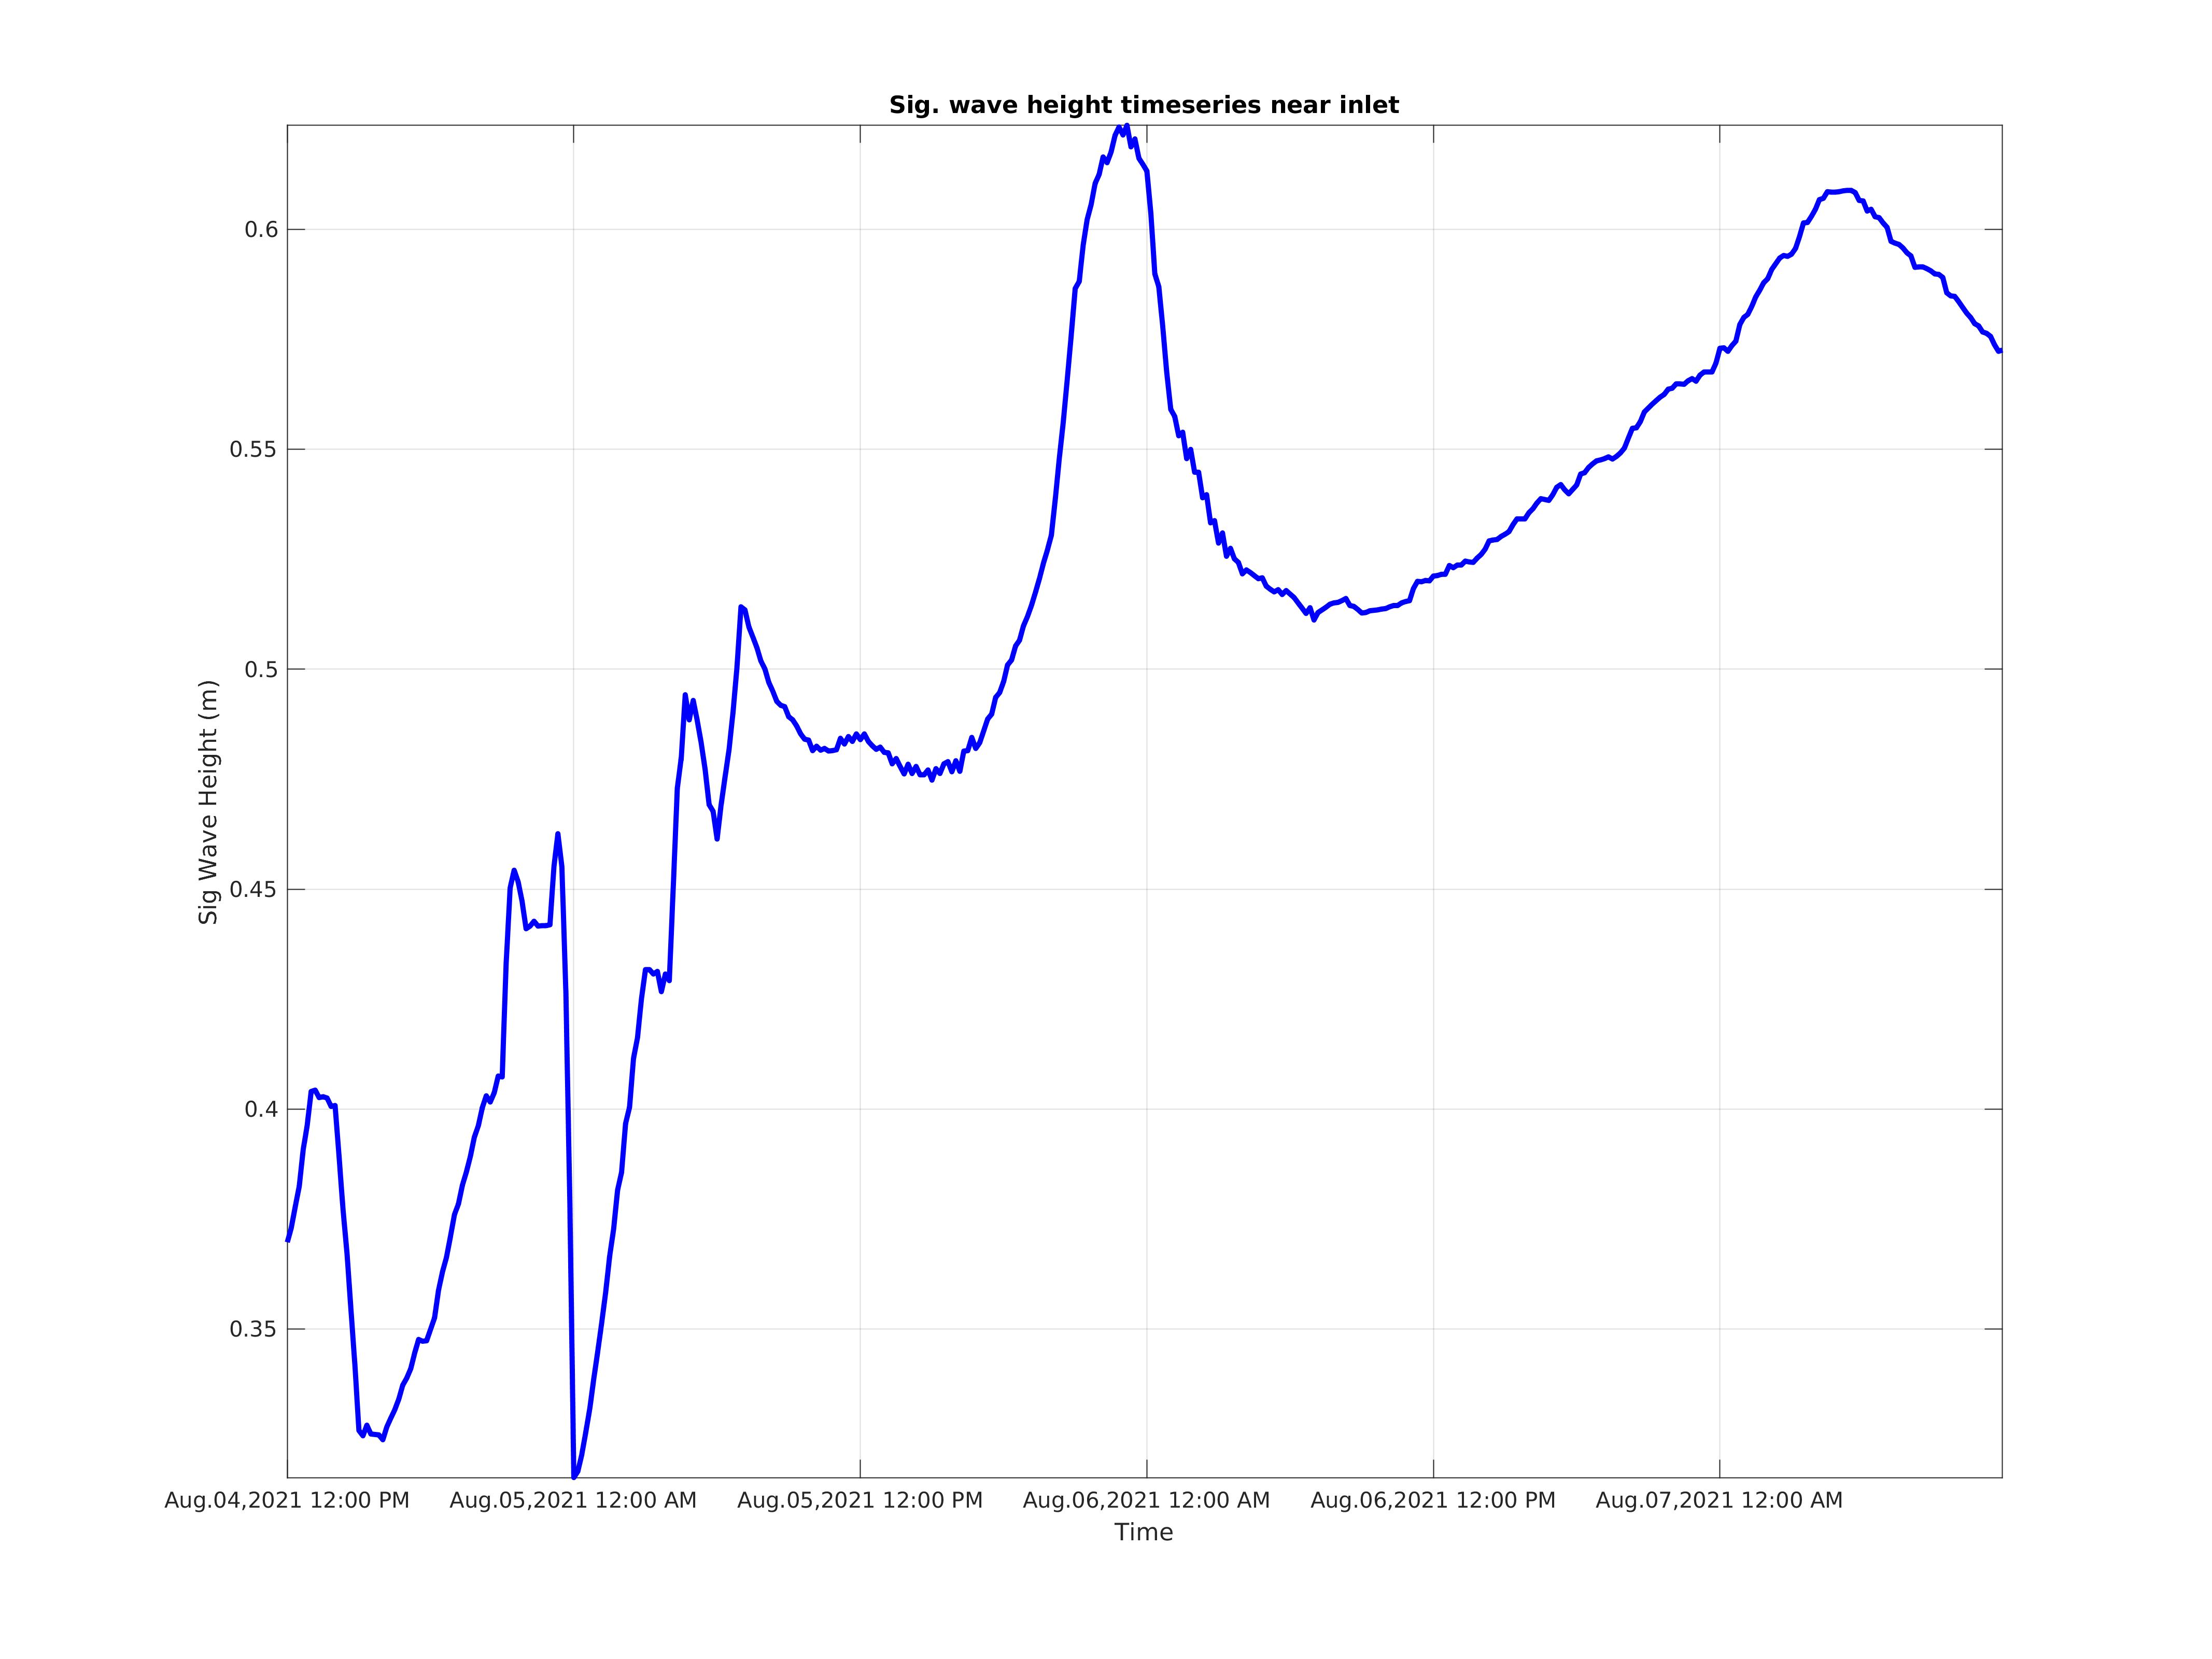 Sig. wave height timeseries near inlet
0.6
0.55
0.5
0.45
0.4
0.35
Sig Wave Height (m)
Aug.04,2021 12:00 PM Aug.05,2021 12:00 AM Aug.05,2021 12:00 PM Aug.06,2021 12:00 AM Aug.06,2021 12:00 PM Aug.07,2021 12:00 AM
Time